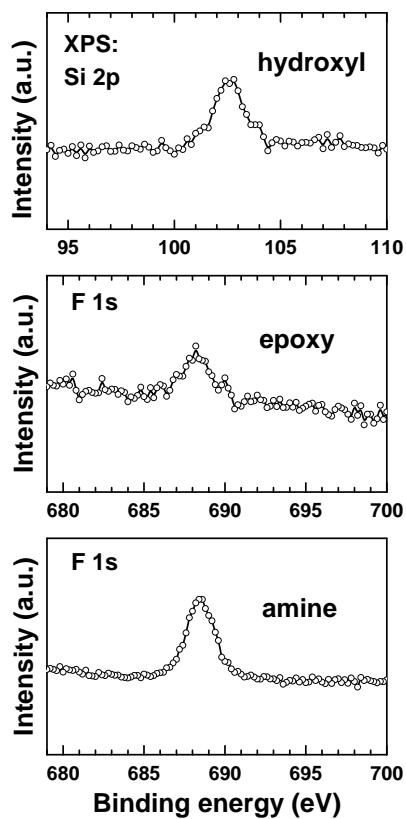 XPS:
Si 2p
hydroxyl
Intensity (a.u.)
95 100 105 110
F 1s
epoxy
Intensity (a.u.)
680 685 690 695 700
F 1s
amine
Intensity (a.u.)
680 685 690 695 700
Binding energy (eV)